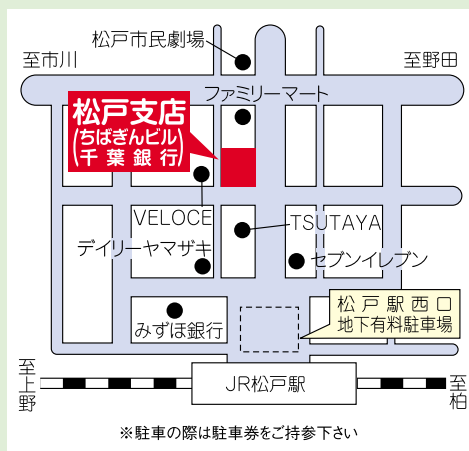 松戸市民劇場
至市川
至野田
ファミリーマート
松戸支店
(ちばぎんビル)
千葉銀行
VELOCE
TSUTAYA
デイリーヤマザキ
セブンイレブン
松戸駅西口
地下有料駐車場
みずほ銀行
至上野
JR松戸駅
至柏
※駐車の際は駐車券をご持参下さい